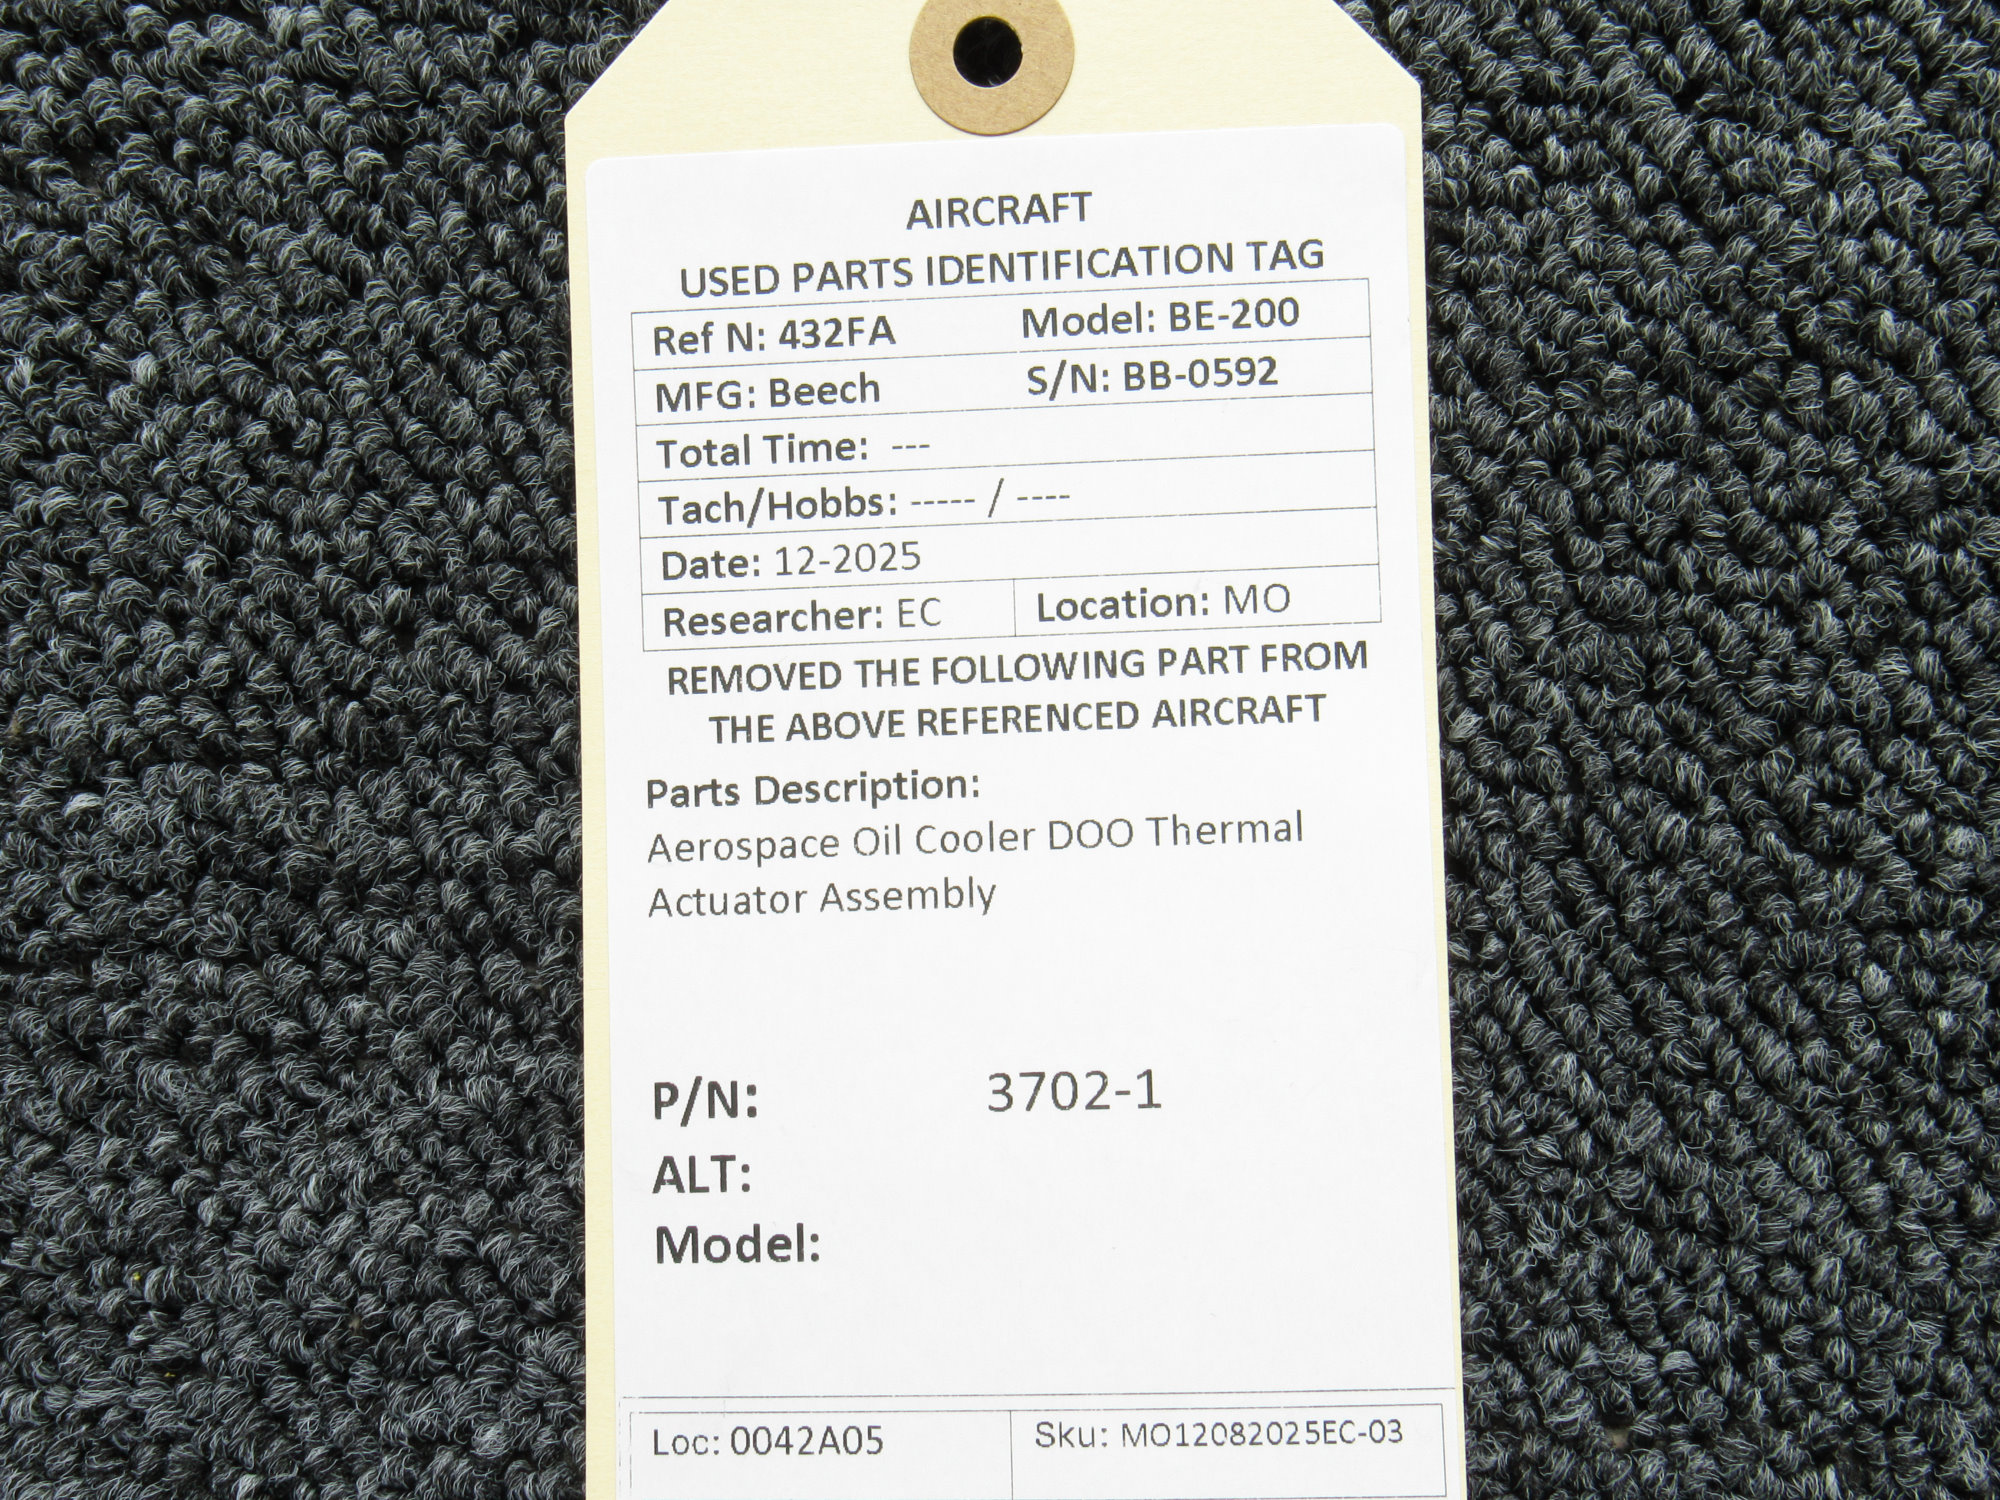 AIRCRAFT
USED PARTS IDENTIFICATION TAG
Ref N: 432FA Model: BE-200
MFG: Beech S/N: BB-0592
Total Time: ---
Tach/Hobbs: ----- / ----
Date: 12-2025
Researcher: EC Location: MO
REMOVED THE FOLLOWING PART FROM
THE ABOVE REFERENCED AIRCRAFT
Parts Description:
Aerospace Oil Cooler DOO Thermal
Actuator Assembly
P/N: 3702-1
ALT:
Model:
Loc: 0042A05 Sku: MO12082025EC-03